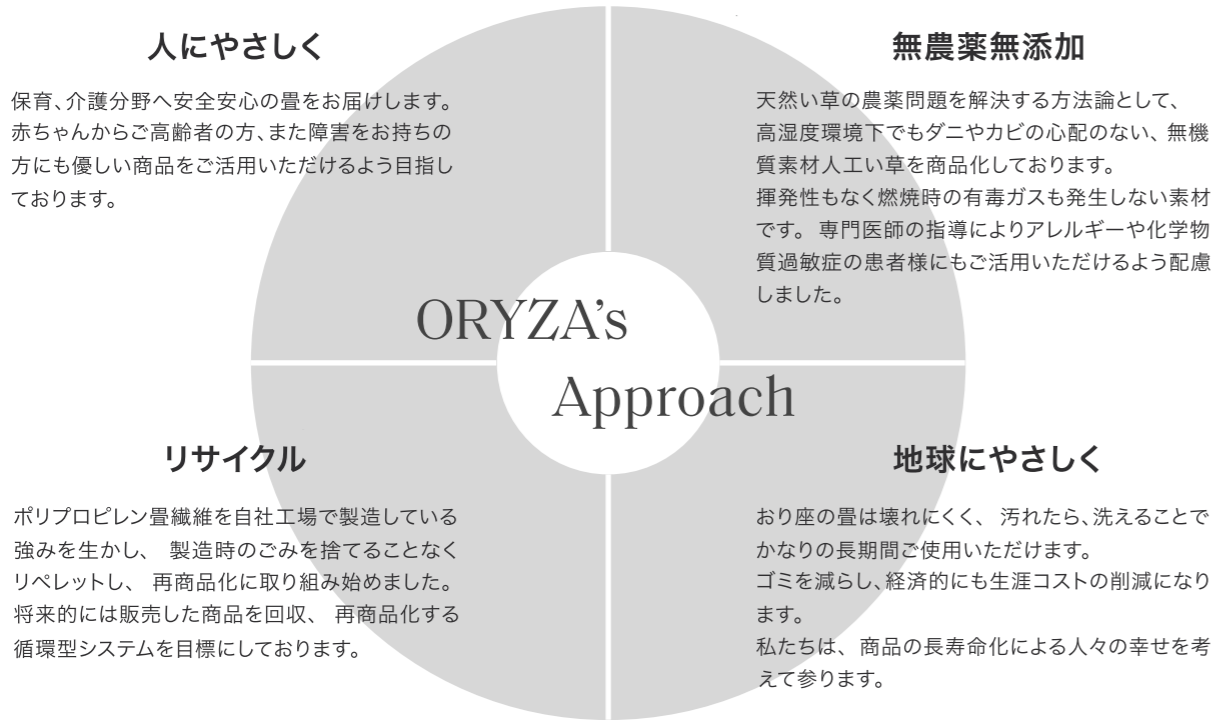 人にやさしく
保育、介護分野へ安全安心の畳をお届けします。
赤ちゃんからご高齢者の方、また障害をお持ちの
方にも優しい商品をご活用いただけるよう目指し
ております。
無農薬無添加
天然い草の農薬問題を解決する方法論として、
高湿度環境下でもダニやカビの心配のない、無機
質素材人工い草を商品化しております。
揮発性もなく燃焼時の有毒ガスも発生しない素材
です。 専門医師の指導によりアレルギーや化学物
質過敏症の患者様にもご活用いただけるよう配慮
しました。
ORYZA's
Approach
リサイクル
ポリプロピレン畳繊維を自社工場で製造している
強みを生かし、 製造時のごみを捨てることなく
リペレットし、 再商品化に取り組み始めました。
将来的には販売した商品を回収、 再商品化する
循環型システムを目標にしております。
地球にやさしく
おり座の畳は壊れにくく、 汚れたら、洗えることで
かなりの長期間ご使用いただけます。
ゴミを減らし、経済的にも生涯コストの削減になり
ます。
私たちは、 商品の長寿命化による人々の幸せを考
えて参ります。